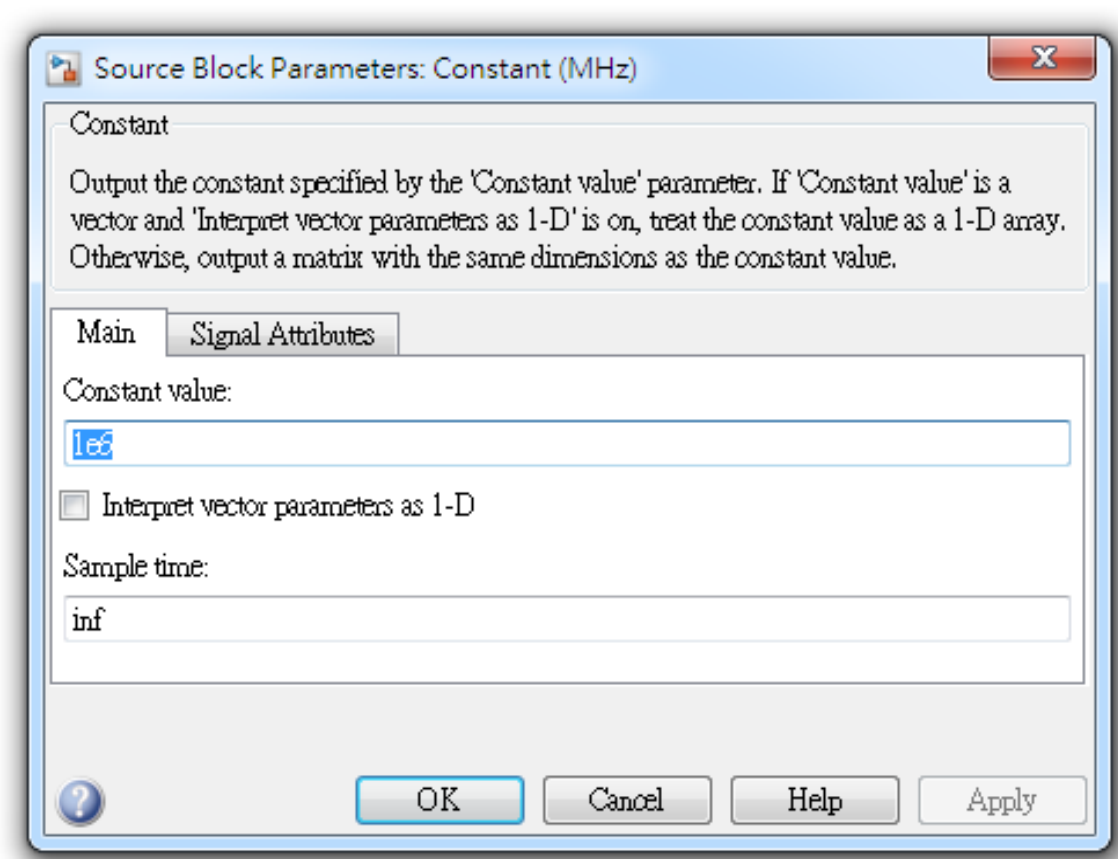 Source Block Parameters: Constant (MHz)
Constant
Output the constant specified by the 'Constant value' parameter. If 'Constant value' is a
vector and 'Interpret vector parameters as 1-D' is on, treat the constant value as a 1-D array.
Otherwise, output a matrix with the same dimensions as the constant value.
Main Signal Attributes
Constant value:
1e6
Interpret vector parameters as 1-D
Sample time:
inf
OK Cancel Help Apply